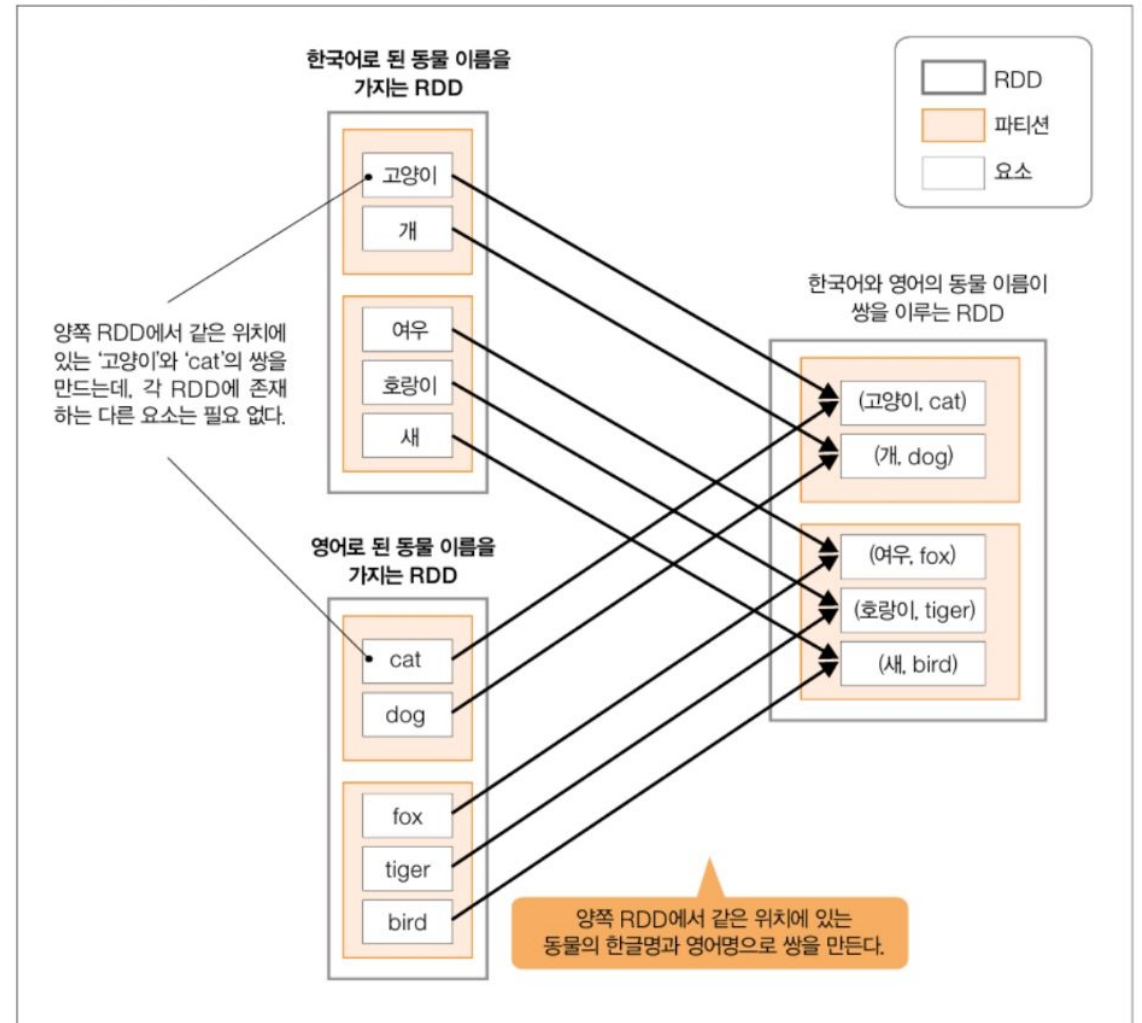 한국어로 된 동물 이름을
가지는 RDD
RDD
파티션
요소
고양이
개
여우
호랑이
새
양쪽 RDD에서 같은 위치에
있는 '고양이'와 'cat'의 쌍을
만드는데, 각 RDD에 존재
하는 다른 요소는 필요 없다.
영어로 된 동물 이름을
가지는 RDD
cat
dog
fox
tiger
bird
한국어와 영어의 동물 이름이
쌍을 이루는 RDD
(고양이, cat)
(개, dog)
(여우, fox)
(호랑이, tiger)
(새, bird)
양쪽 RDD에서 같은 위치에 있는
동물의 한글명과 영어명으로 쌍을 만든다.